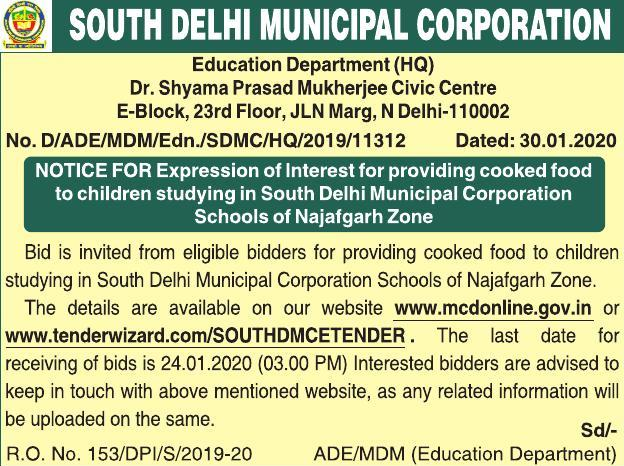 SOUTH DELHI MUNICIPAL CORPORATION
Education Department (HQ)
Dr. Shyama Prasad Mukherjee Civic Centre
E-Block, 23rd Floor, JLN Marg, N Delhi-110002
No. D/ADE/MDM/Edn./SDMC/HQ/2019/11312 Dated: 30.01.2020
NOTICE FOR Expression of Interest for providing cooked food
to children studying in South Delhi Municipal Corporation
Schools of Najafgarh Zone
Bid is invited from eligible bidders for providing cooked food to children
studying in South Delhi Municipal Corporation Schools of Najafgarh Zone.
The details are available on our website www.mcdonline.gov.in or
www.tenderwizard.com/SOUTHDMCETENDER. The last date for
receiving of bids is 24.01.2020 (03.00 PM) Interested bidders are advised to
keep in touch with above mentioned website, as any related information will
be uploaded on the same.
Sd/-
R.O. No. 153/DPI/S/2019-20 ADE/MDM (Education Department)